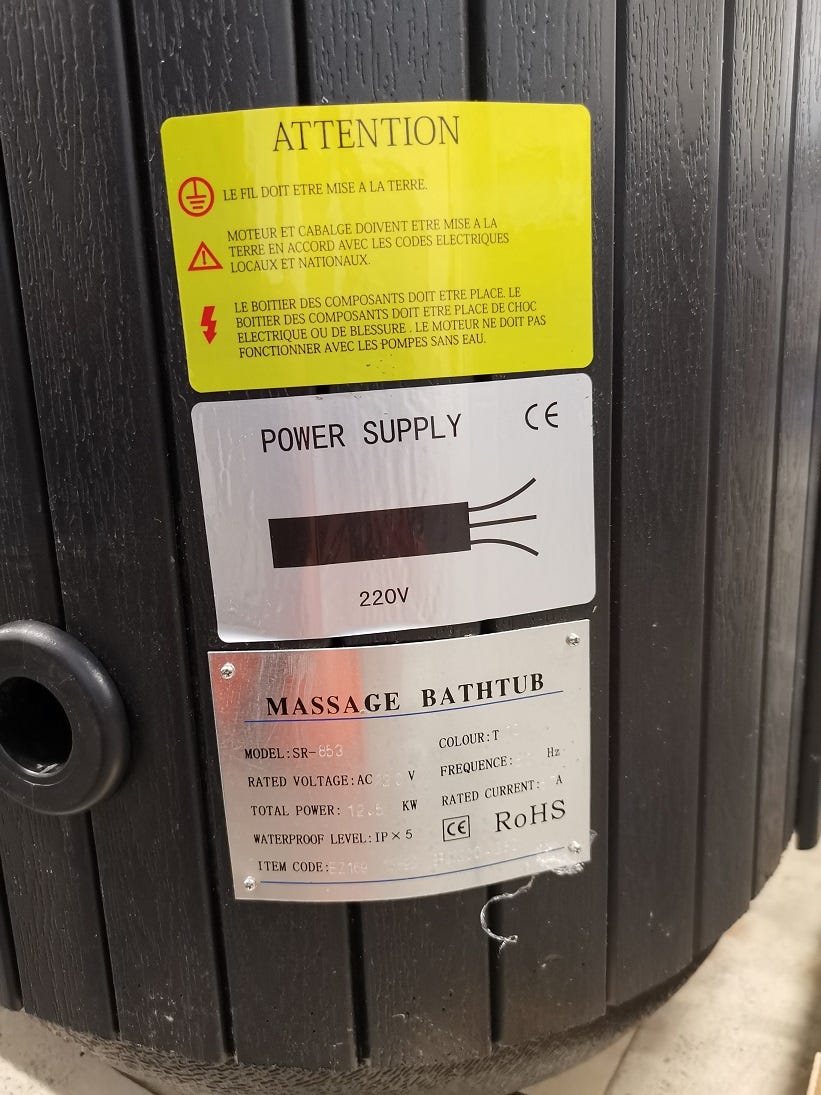 ATTENTION
LE FIL DOIT ETRE MISE A LA TERRE.
MOTEUR ET CABALGE DOIVENT ETRE MISE A LA
TERRE EN ACCORD AVEC LES CODES ELECTRIQUES
LOCAUX ET NATIONAUX.
LE BOITIER DES COMPOSANTS DOIT ETRE PLACE. LE
BOITIER DES COMPOSANTS DOIT ETRE PLACE DE CHOC
ELECTRIQUE OU DE BLESSURE. LE MOTEUR NE DOIT PAS
FONCTIONNER AVEC LES POMPES SANS EAU.
POWER SUPPLY CE
220V
MASSAGE BATHTUB
MODEL:SR-853 COLOUR:T
RATED VOLTAGE:AC V FREQUENCE: Hz
TOTAL POWER: KW RATED CURRENT: A
WATERPROOF LEVEL:IP×5 CE RoHS
ITEM CODE: